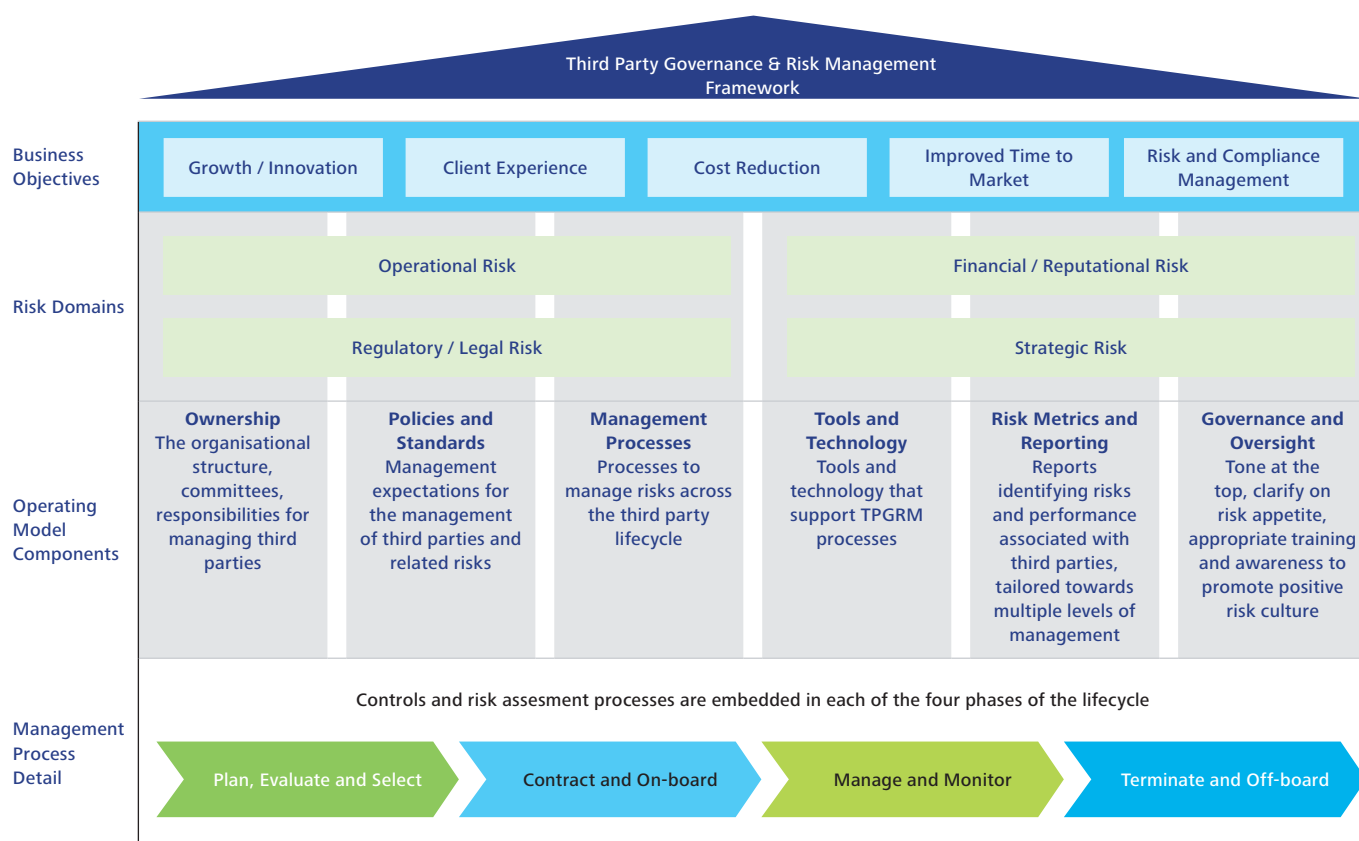 Third Party Governance & Risk Management
Framework
Business
Objectives
Growth / Innovation
Client Experience
Cost Reduction
Improved Time to
Market
Risk and Compliance
Management
Risk Domains
Operational Risk
Financial / Reputational Risk
Regulatory / Legal Risk
Strategic Risk
Operating
Model
Components
Ownership
The organisational
structure,
committees,
responsibilities for
managing third
parties
Policies and
Standards
Management
expectations for
the management
of third parties and
related risks
Management
Processes
Processes to
manage risks across
the third party
lifecycle
Tools and
Technology
Tools and
technology that
support TPGRM
processes
Risk Metrics and
Reporting
Reports
identifying risks
and performance
associated with
third parties,
tailored towards
multiple levels of
management
Governance and
Oversight
Tone at the
top, clarify on
risk appetite,
appropriate training
and awareness to
promote positive
risk culture
Management
Process
Detail
Controls and risk assesment processes are embedded in each of the four phases of the lifecycle
Plan, Evaluate and Select
Contract and On-board
Manage and Monitor
Terminate and Off-board